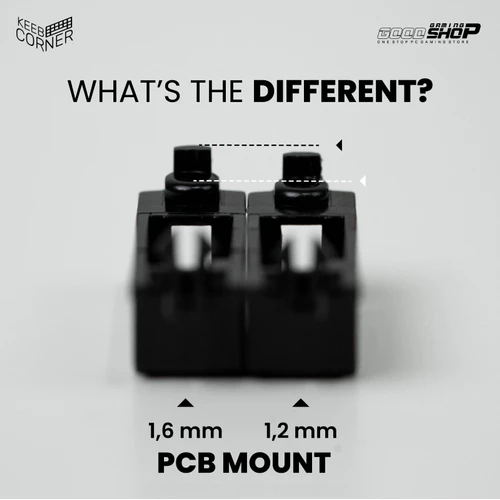 KEEB
CORNER
GAMING
GOODSHOP
ONE STOP PC GAMING STORE
WHAT'S THE DIFFERENT?
1,6 mm
1,2 mm
PCB MOUNT